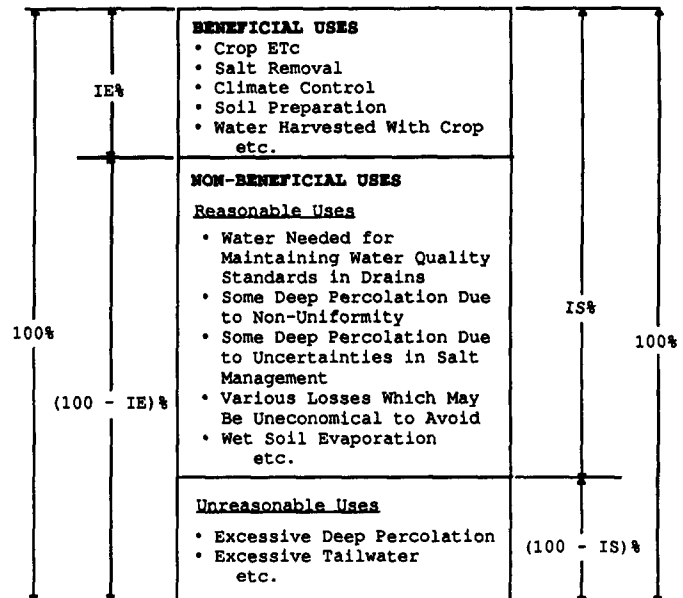 BENEFICIAL USES
• Crop ETc
• Salt Removal
• Climate Control
• Soil Preparation
• Water Harvested With Crop
etc.
IE%
NON-BENEFICIAL USES
Reasonable Uses
• Water Needed for
Maintaining Water Quality
Standards in Drains
• Some Deep Percolation Due
to Non-Uniformity
• Some Deep Percolation Due
to Uncertainties in Salt
Management
• Various Losses Which May
Be Uneconomical to Avoid
• Wet Soil Evaporation
etc.
100%
(100 - IE)%
IS%
100%
Unreasonable Uses
• Excessive Deep Percolation
• Excessive Tailwater
etc.
(100 - IS)%